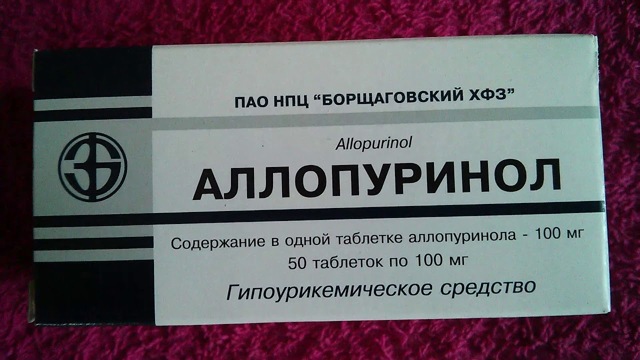 ПАО НПЦ "БОРЩАГОВСКИЙ ХФЗ"
Allopurinol
АЛЛОПУРИНОЛ
Содержание в одной таблетке аллопуринола - 100 мг
50 таблеток по 100 мг
Гипоурикемическое средство